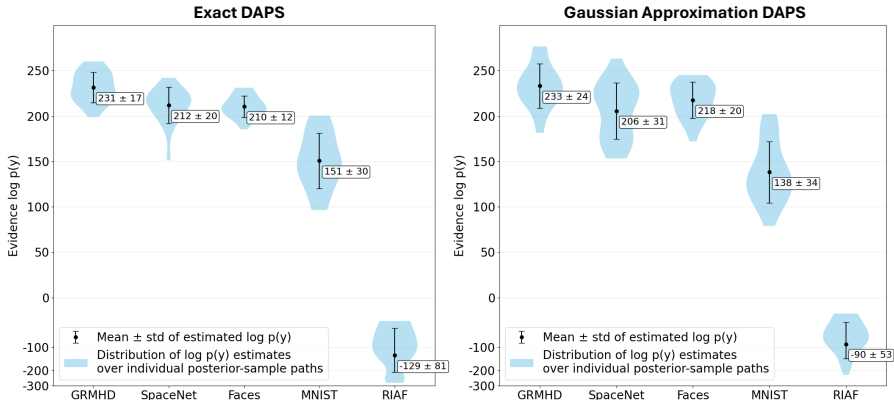 Exact DAPS
Evidence log p(y)
250
200
150
100
50
0
-100
-200
-300
231 ± 17
212 ± 20
210 ± 12
151 ± 30
-129 ± 81
Mean ± std of estimated log p(y)
Distribution of log p(y) estimates
over individual posterior-sample paths
GRMHD SpaceNet Faces MNIST RIAF
Gaussian Approximation DAPS
Evidence log p(y)
250
200
150
100
50
0
-100
-200
-300
233 ± 24
206 ± 31
218 ± 20
138 ± 34
-90 ± 53
Mean ± std of estimated log p(y)
Distribution of log p(y) estimates
over individual posterior-sample paths
GRMHD SpaceNet Faces MNIST RIAF